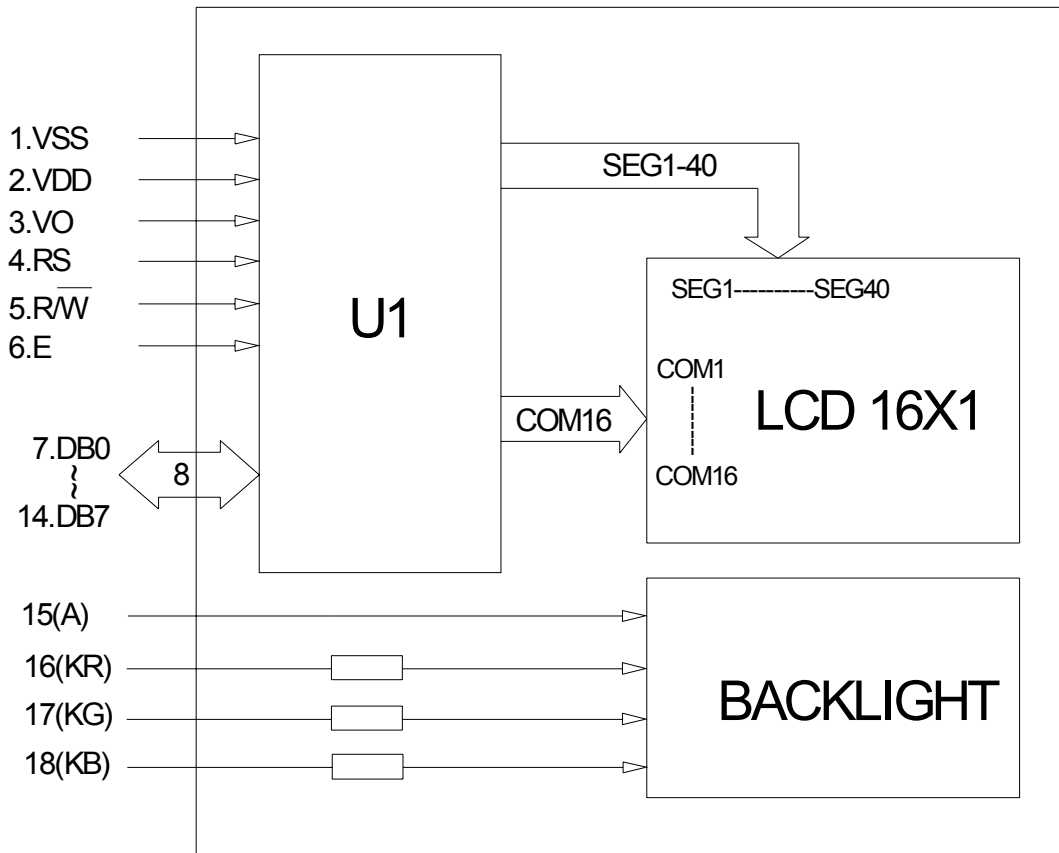 1.VSS
2.VDD
3.VO
4.RS
5.R/W̅
6.E
7.DB0
~
~
14.DB7
8
U1
SEG1-40
COM16
SEG1----------SEG40
COM1
COM16
LCD 16X1
15(A)
16(KR)
17(KG)
18(KB)
BACKLIGHT